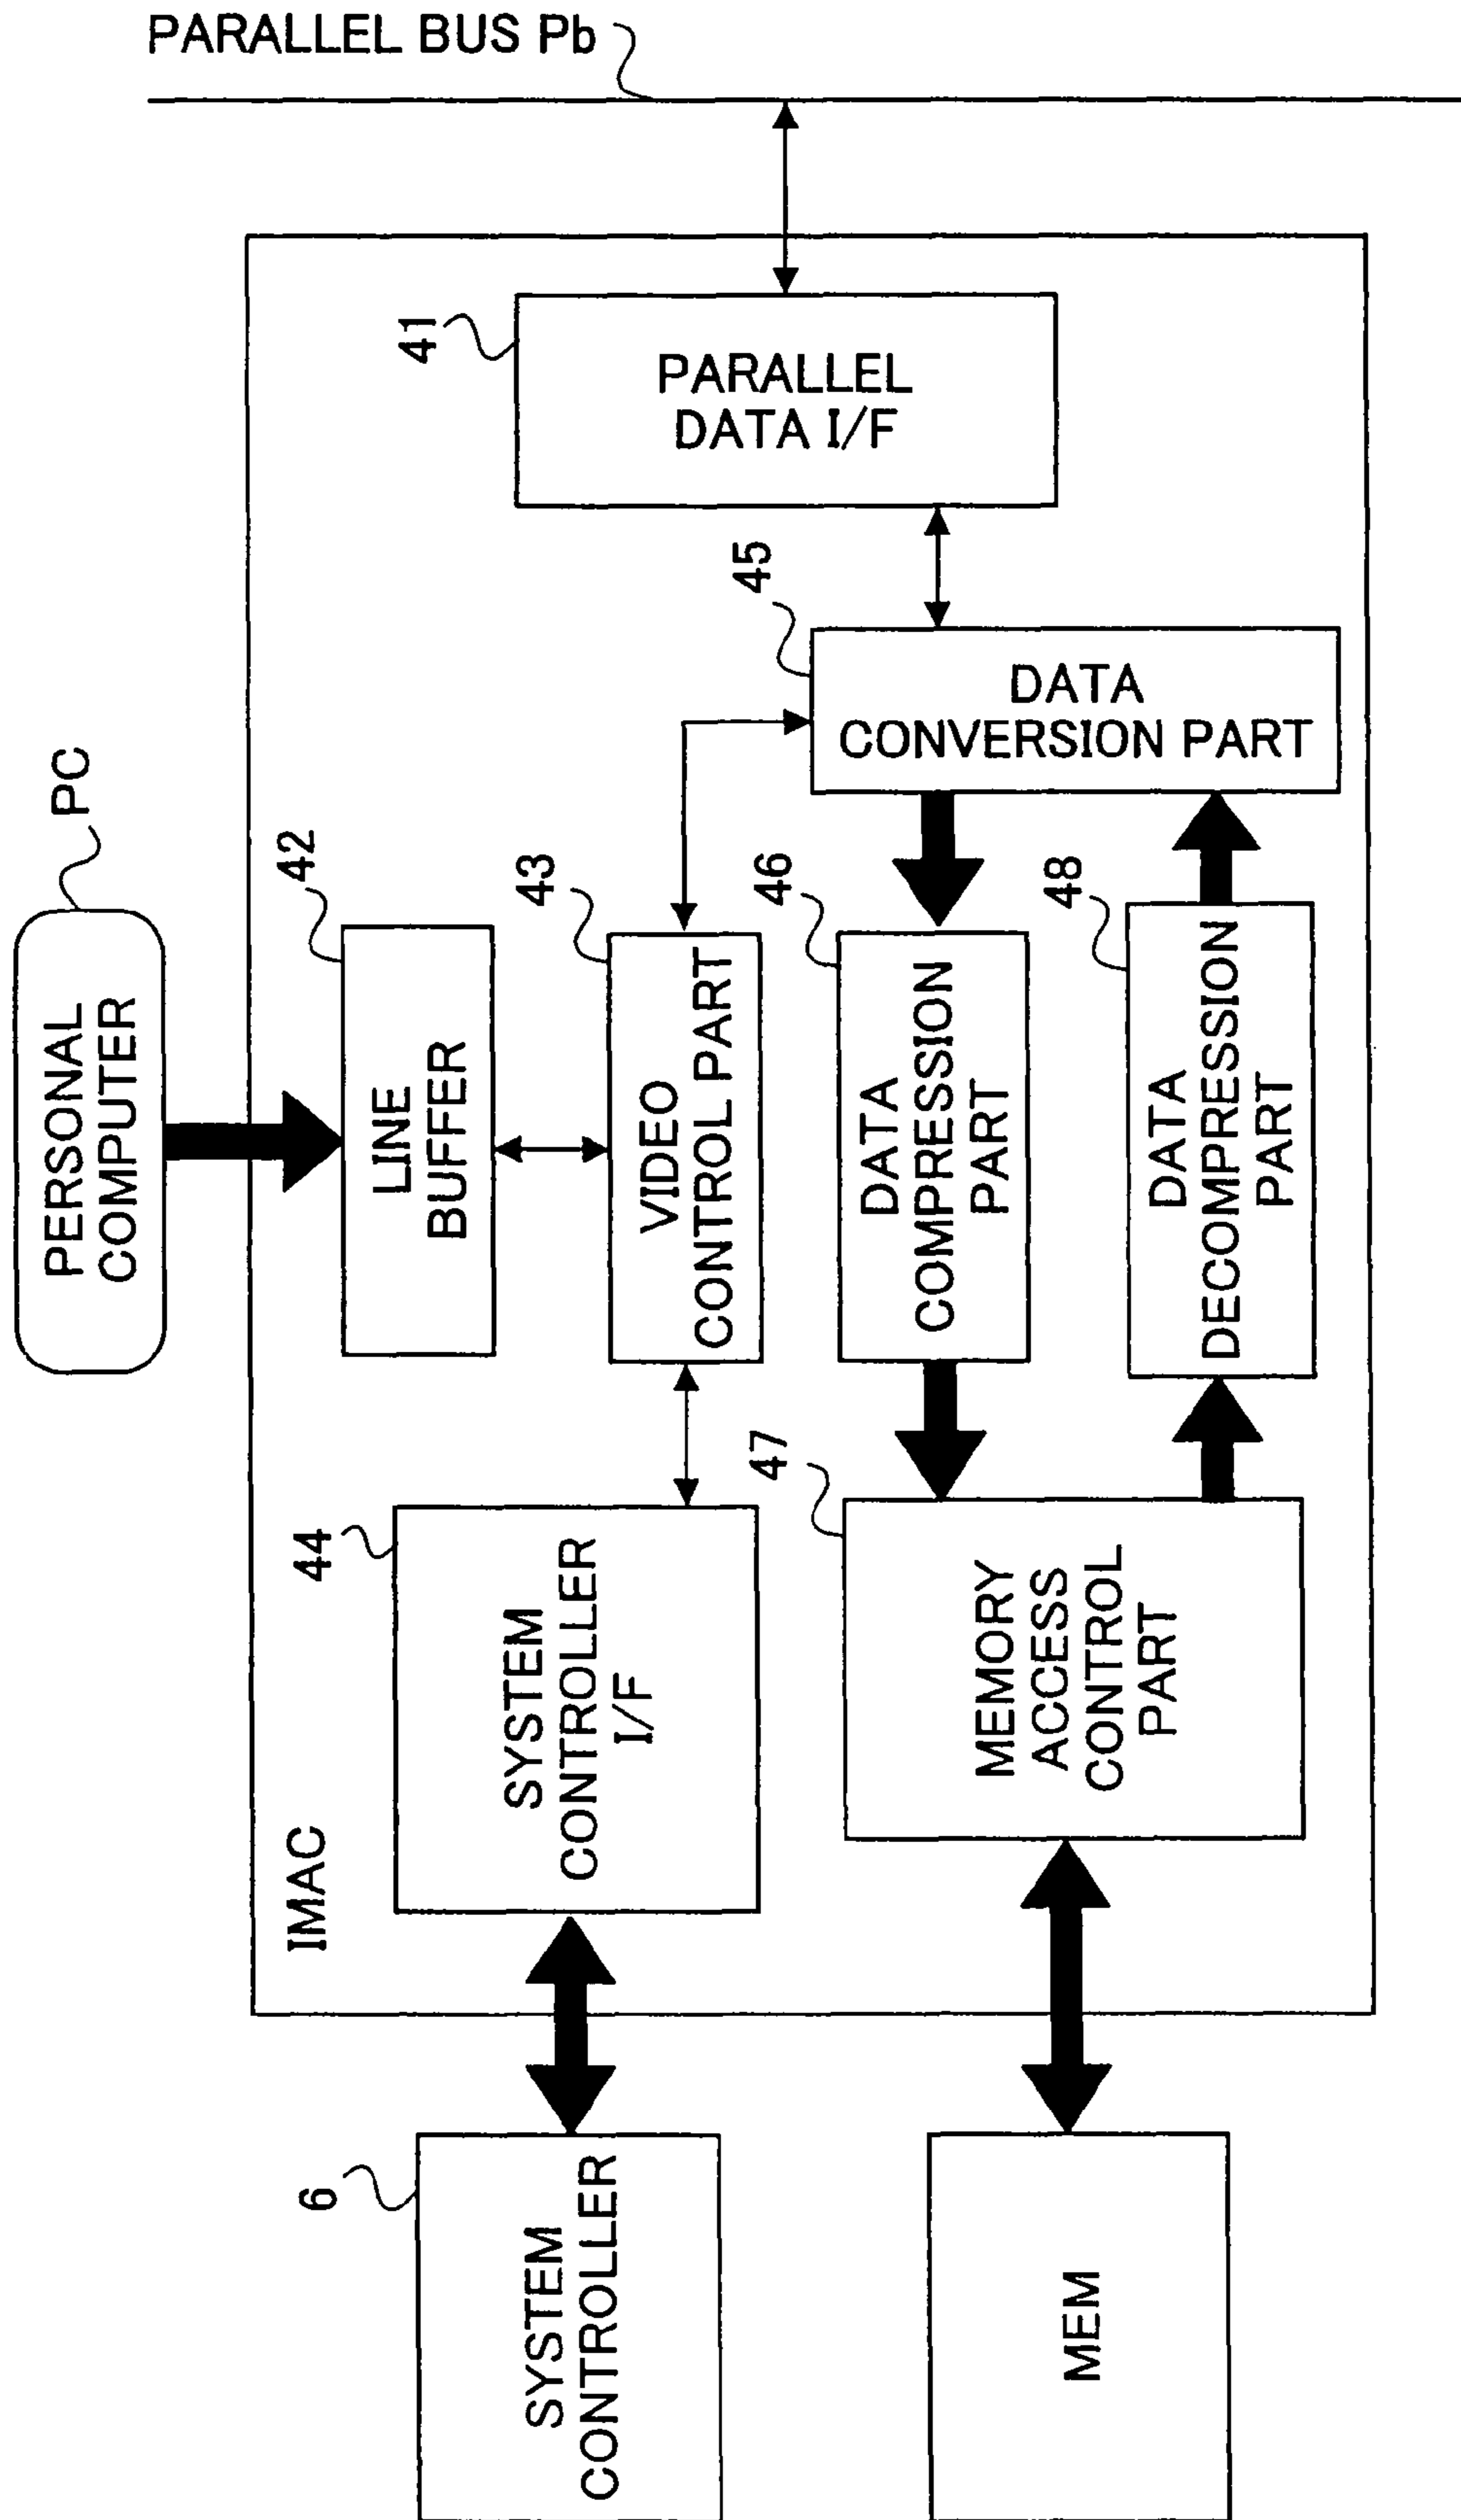 PARALLEL BUS Pb
41
PARALLEL
DATA I/F
45
DATA
CONVERSION PART
PC
PERSONAL
COMPUTER
42
LINE
BUFFER
43
VIDEO
CONTROL PART
46
DATA
COMPRESSION
PART
48
DATA
DECOMPRESSION
PART
44
SYSTEM
CONTROLLER
I/F
47
MEMORY
ACCESS
CONTROL
PART
IMAC
6
SYSTEM
CONTROLLER
MEM